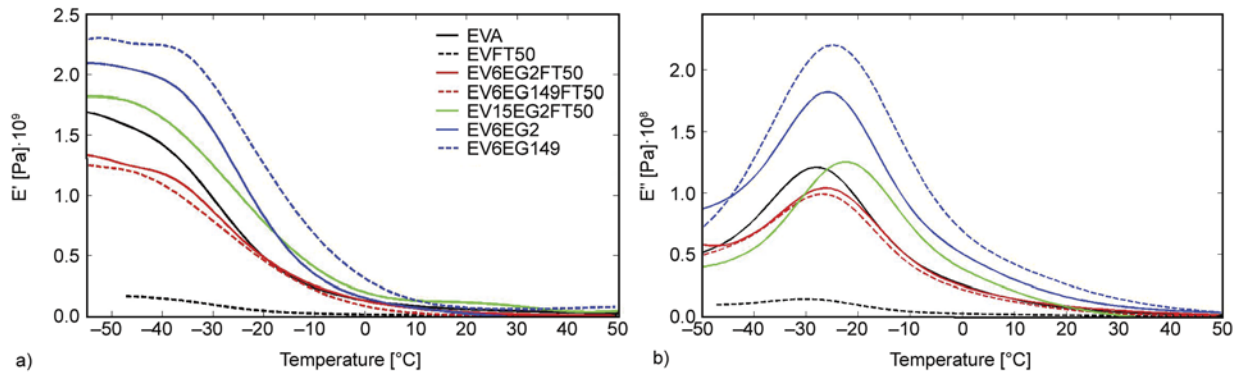 2.5
2.0
1.5
1.0
0.5
0.0
E' [Pa]·10⁹
EVA
EVFT50
EV6EG2FT50
EV6EG149FT50
EV15EG2FT50
EV6EG2
EV6EG149
–50 –40 –30 –20 –10 0 10 20 30 40 50
Temperature [°C]
a)
2.0
1.5
1.0
0.5
0.0
E" [Pa]·10⁸
–50 –40 –30 –20 –10 0 10 20 30 40 50
Temperature [°C]
b)